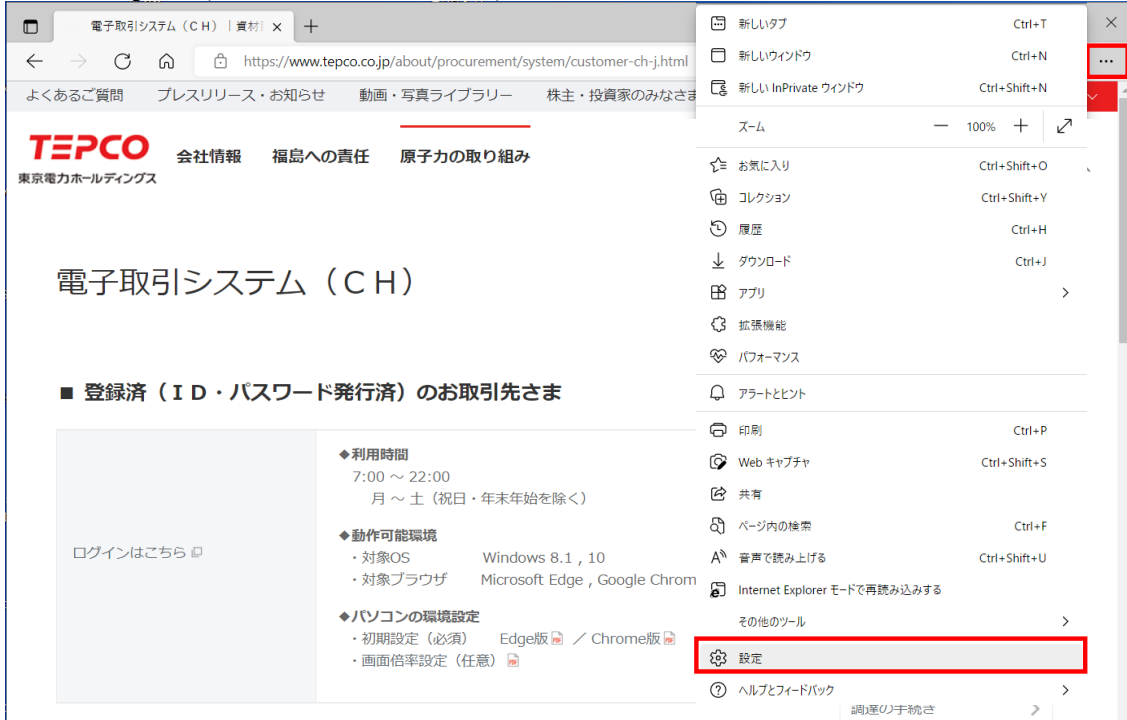 電子取引システム（ＣＨ）｜資材
https://www.tepco.co.jp/about/procurement/system/customer-ch-j.html
よくあるご質問 プレスリリース・お知らせ 動画・写真ライブラリー 株主・投資家のみなさま
TEPCO
東京電力ホールディングス
会社情報 福島への責任 原子力の取り組み
電子取引システム（ＣＨ）
■ 登録済（ＩＤ・パスワード発行済）のお取引先さま
ログインはこちら
◆利用時間
7:00 ～ 22:00
月 ～ 土（祝日・年末年始を除く）
◆動作可能環境
・対象OS Windows 8.1 , 10
・対象ブラウザ Microsoft Edge , Google Chrom
◆パソコンの環境設定
・初期設定（必須） Edge版 ／ Chrome版
・画面倍率設定（任意）
新しいタブ Ctrl+T
新しいウィンドウ Ctrl+N
新しい InPrivate ウィンドウ Ctrl+Shift+N
ズーム 100%
お気に入り Ctrl+Shift+O
コレクション Ctrl+Shift+Y
履歴 Ctrl+H
ダウンロード Ctrl+J
アプリ
拡張機能
パフォーマンス
アラートとヒント
印刷 Ctrl+P
Web キャプチャ Ctrl+Shift+S
共有
ページ内の検索 Ctrl+F
音声で読み上げる Ctrl+Shift+U
Internet Explorer モードで再読み込みする
その他のツール
設定
ヘルプとフィードバック
調達の手続き